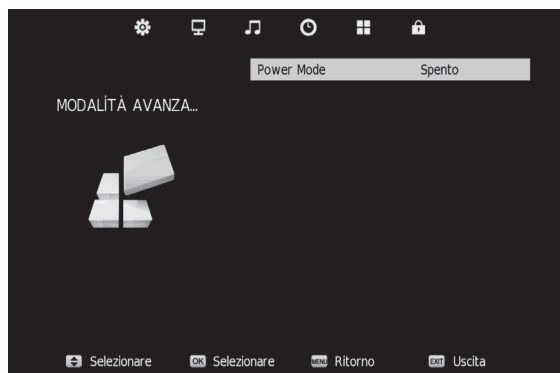 Power Mode Spento
MODALİTÀ AVANZA...
Selezionare OK Selezionare MENU Ritorno EXIT Uscita